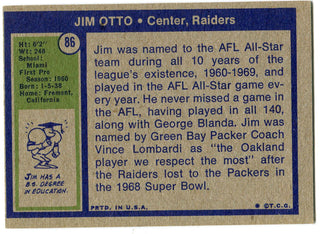 JIM OTTO • Center, Raiders
86
Ht: 6'2"
Wt: 248
School:
Miami
First Pro
Season: 1960
Born: 1-5-38
Home: Fremont,
California
JIM HAS A
B.S. DEGREE
IN EDUCATION.
Jim was named to the AFL All-Star
team during all 10 years of the
league's existence, 1960-1969, and
played in the AFL All-Star game ev-
ery year. He never missed a game in
the AFL, having played in all 140,
along with George Blanda. Jim was
named by Green Bay Packer Coach
Vince Lombardi as "the Oakland
player we respect the most" after
the Raiders lost to the Packers in
the 1968 Super Bowl.
PRTD. IN U.S.A.
© T.C.G.